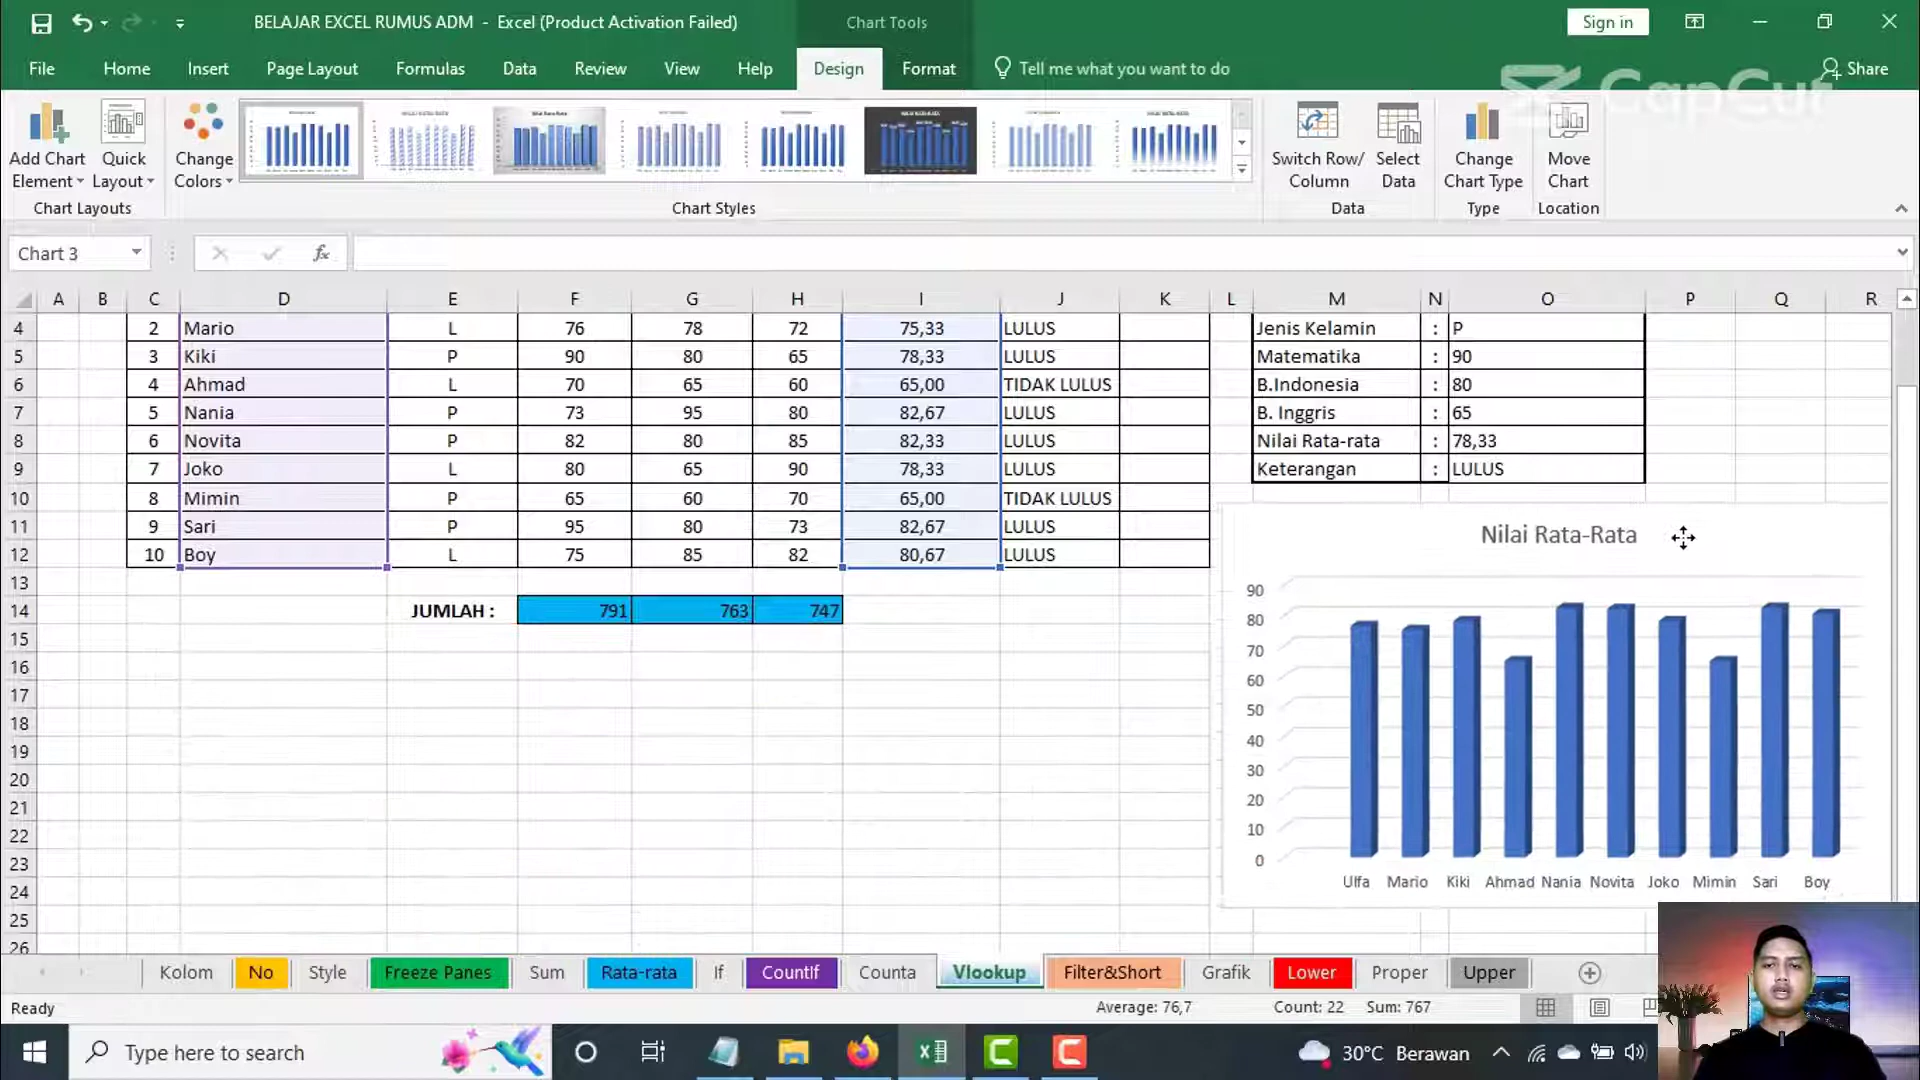 BELAJAR EXCEL RUMUS ADM - Excel (Product Activation Failed)
Chart Tools
Sign in
File Home Insert Page Layout Formulas Data Review View Help Design Format Tell me what you want to do Share
CapCut
Add Chart Element
Quick Layout
Change Colors
Switch Row/ Column
Select Data
Change Chart Type
Move Chart
Chart Layouts
Chart Styles
Data
Type
Location
Chart 3
fx
A B C D E F G H I J K L M N O P Q R
4 2 Mario L 76 78 72 75,33 LULUS Jenis Kelamin : P
5 3 Kiki P 90 80 65 78,33 LULUS Matematika : 90
6 4 Ahmad L 70 65 60 65,00 TIDAK LULUS B.Indonesia : 80
7 5 Nania P 73 95 80 82,67 LULUS B. Inggris : 65
8 6 Novita P 82 80 85 82,33 LULUS Nilai Rata-rata : 78,33
9 7 Joko L 80 65 90 78,33 LULUS Keterangan : LULUS
10 8 Mimin P 65 60 70 65,00 TIDAK LULUS
11 9 Sari P 95 80 73 82,67 LULUS
12 10 Boy L 75 85 82 80,67 LULUS
13
14 JUMLAH : 791 763 747
15
16
17
18
19
20
21
22
23
24
25
26
Nilai Rata-Rata
90
80
70
60
50
40
30
20
10
0
Ulfa Mario Kiki Ahmad Nania Novita Joko Mimin Sari Boy
Kolom No Style Freeze Panes Sum Rata-rata If CountIf Counta Vlookup Filter&Short Grafik Lower Proper Upper
Ready
Average: 76,7 Count: 22 Sum: 767
Type here to search
30°C Berawan